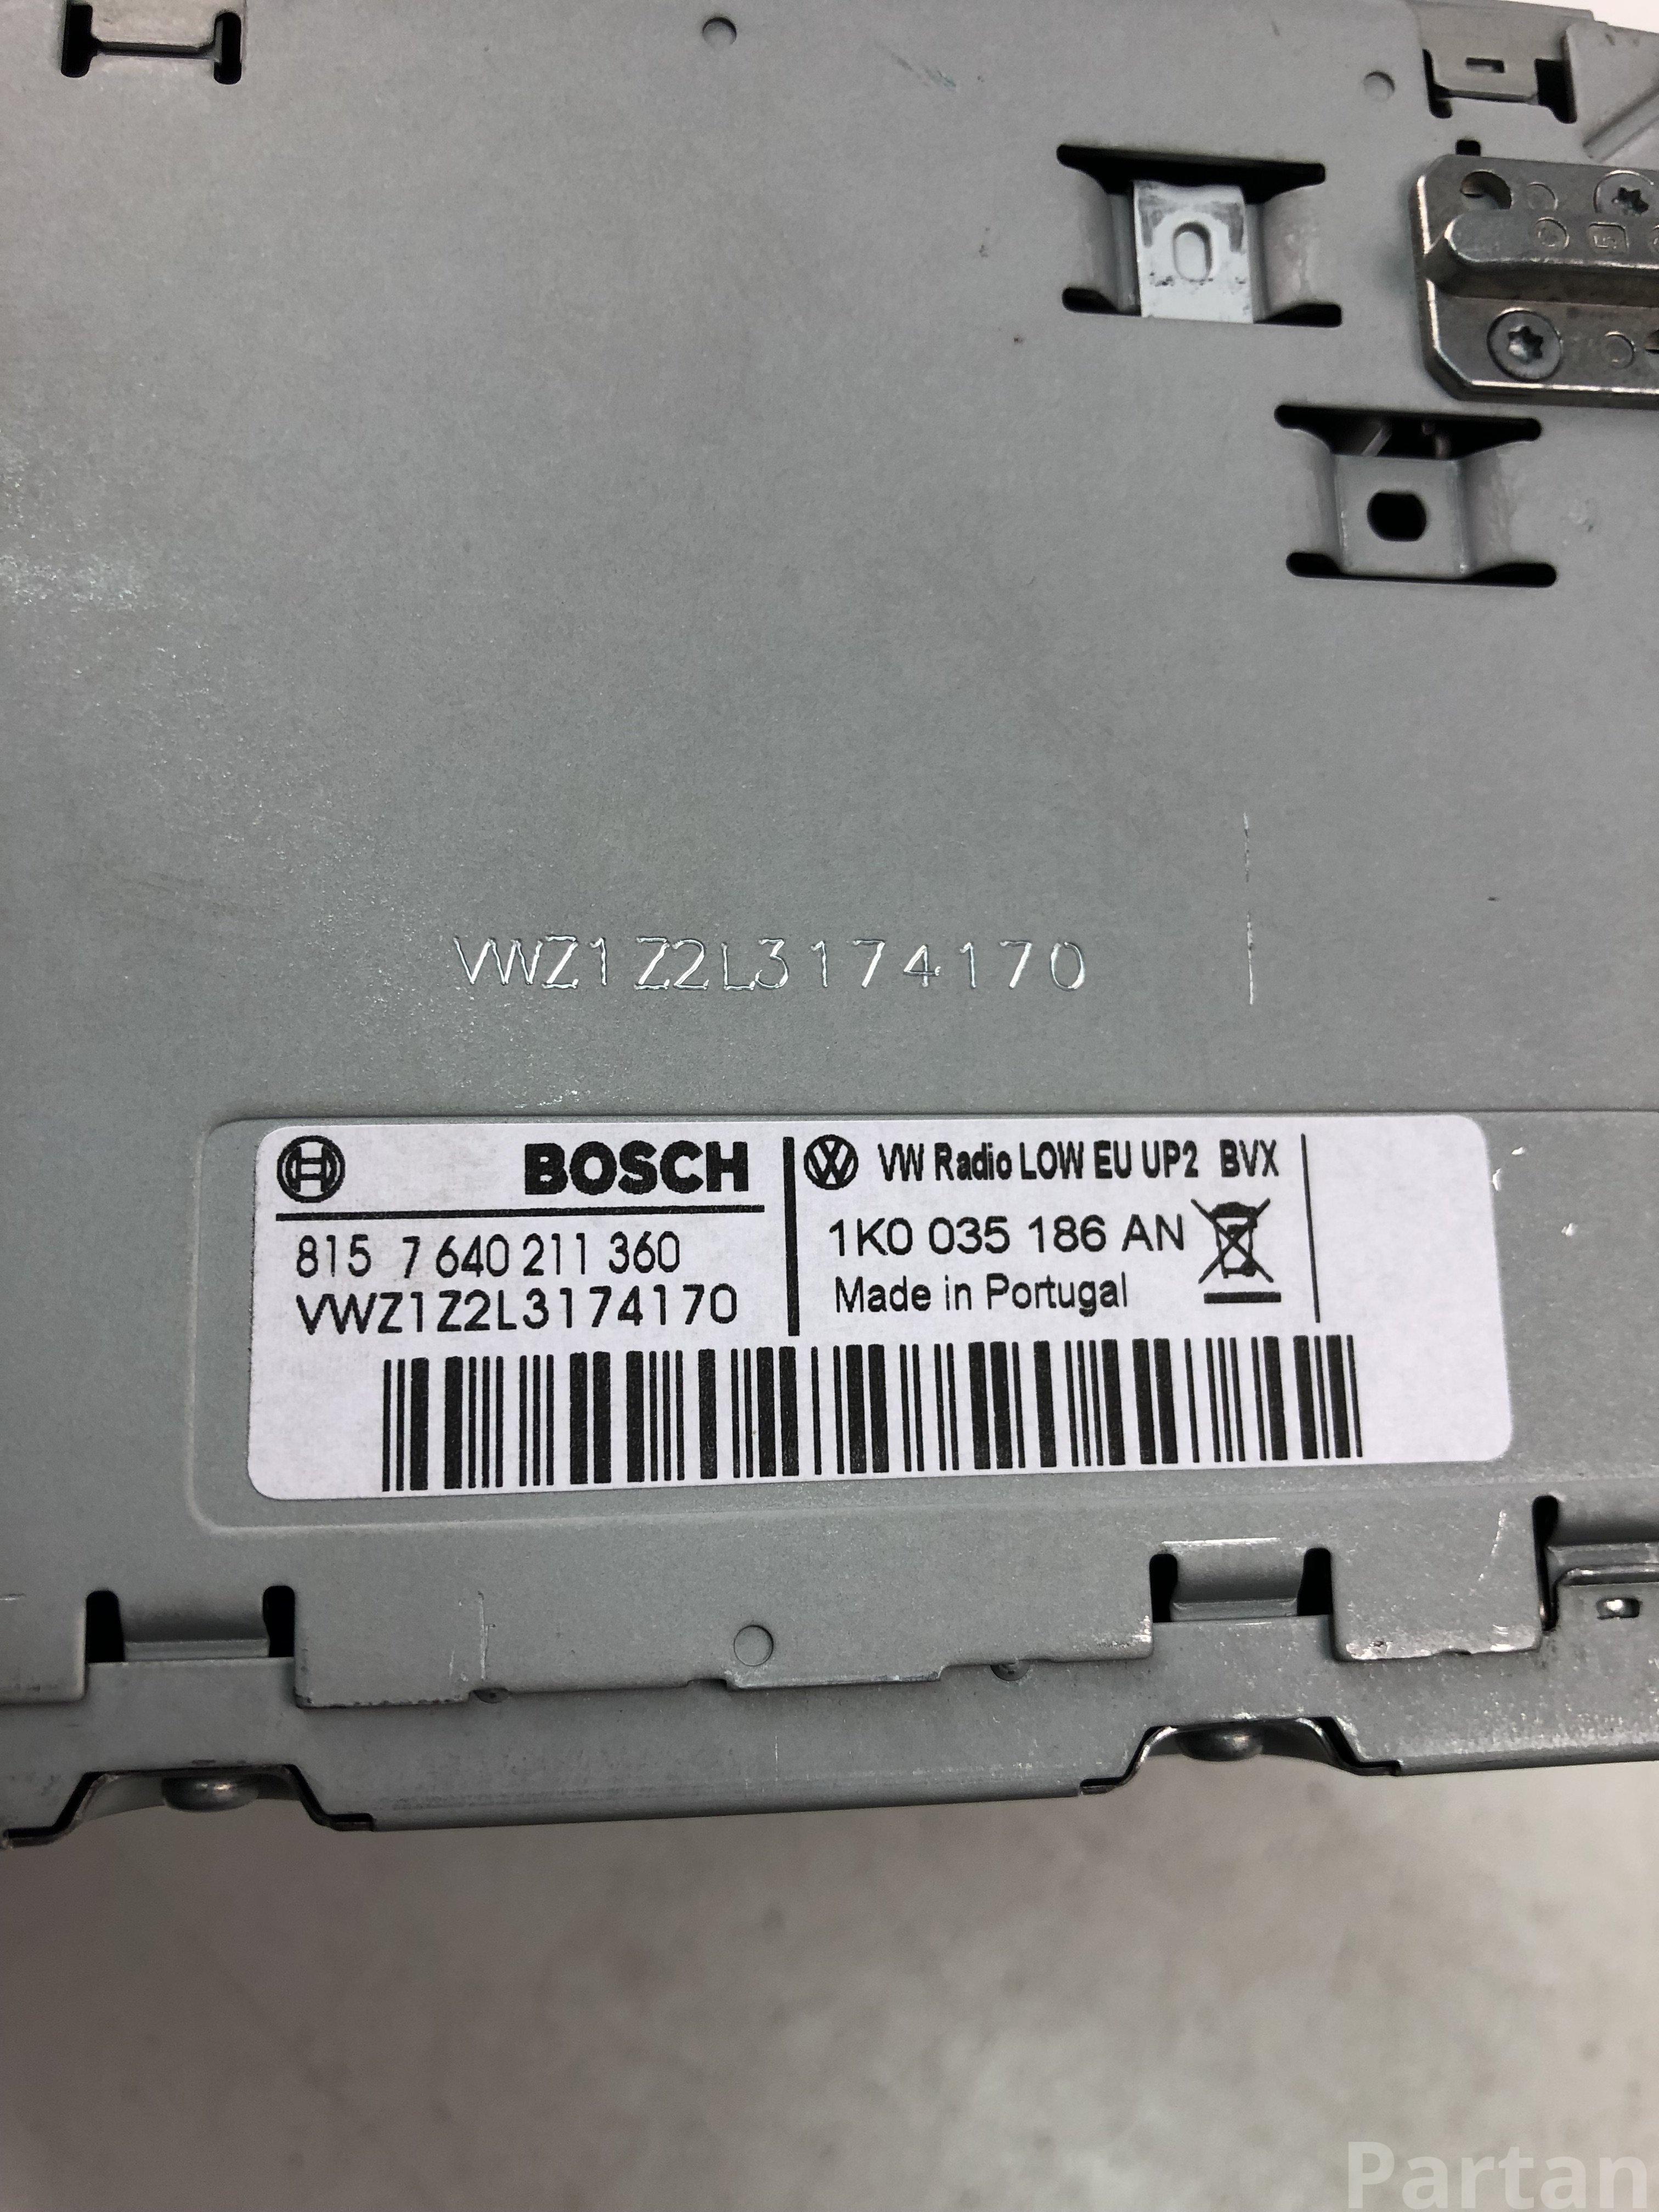 VWZ1Z2L3174170
BOSCH
815 7 640 211 360
VWZ1Z2L3174170
VW Radio LOW EU UP2 BVX
1K0 035 186 AN
Made in Portugal
Partan